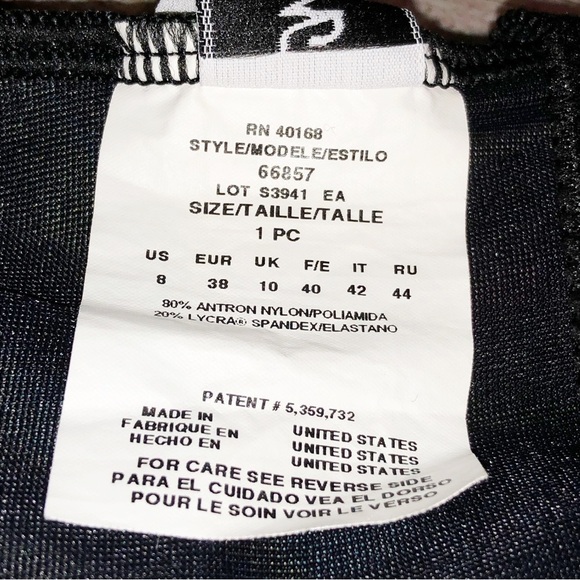 RN 40168
STYLE/MODELE/ESTILO
66857
LOT S3941 EA
SIZE/TAILLE/TALLE
1 PC
US EUR UK F/E IT RU
8 38 10 40 42 44
80% ANTRON NYLON/POLIAMIDA
20% LYCRA® SPANDEX/ELASTANO
PATENT # 5,359,732
MADE IN UNITED STATES
FABRIQUE EN UNITED STATES
HECHO EN UNITED STATES
FOR CARE SEE REVERSE SIDE
PARA EL CUIDADO VEA EL DORSO
POUR LE SOIN VOIR LE VERSO